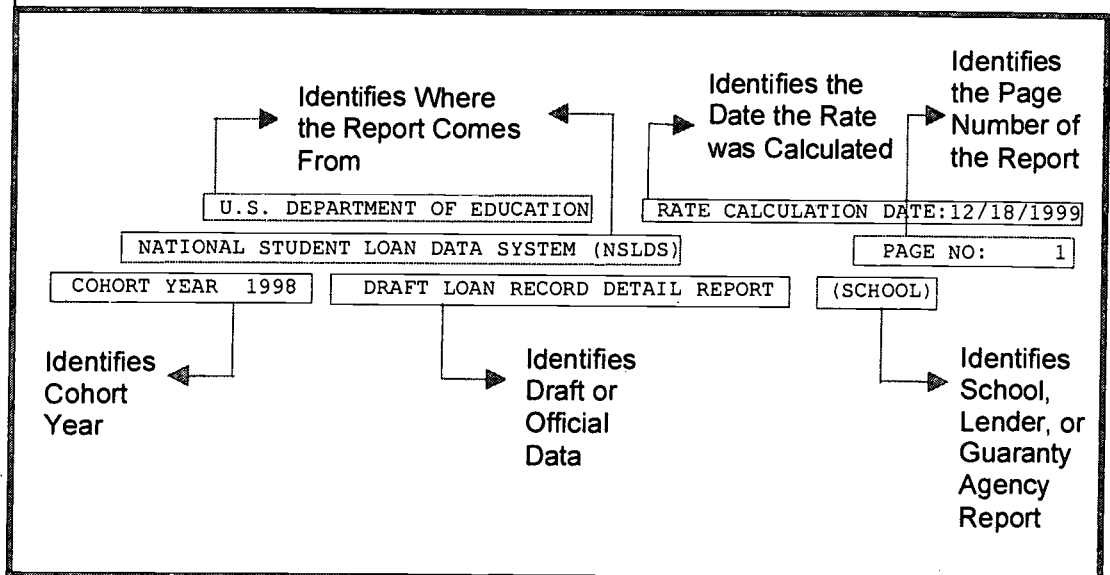 Identifies Where
the Report Comes
From
Identifies the
Date the Rate
was Calculated
Identifies
the Page
Number of
the Report
U.S. DEPARTMENT OF EDUCATION
RATE CALCULATION DATE:12/18/1999
NATIONAL STUDENT LOAN DATA SYSTEM (NSLDS)
PAGE NO: 1
COHORT YEAR 1998
DRAFT LOAN RECORD DETAIL REPORT
(SCHOOL)
Identifies
Cohort
Year
Identifies
Draft or
Official
Data
Identifies
School,
Lender, or
Guaranty
Agency
Report